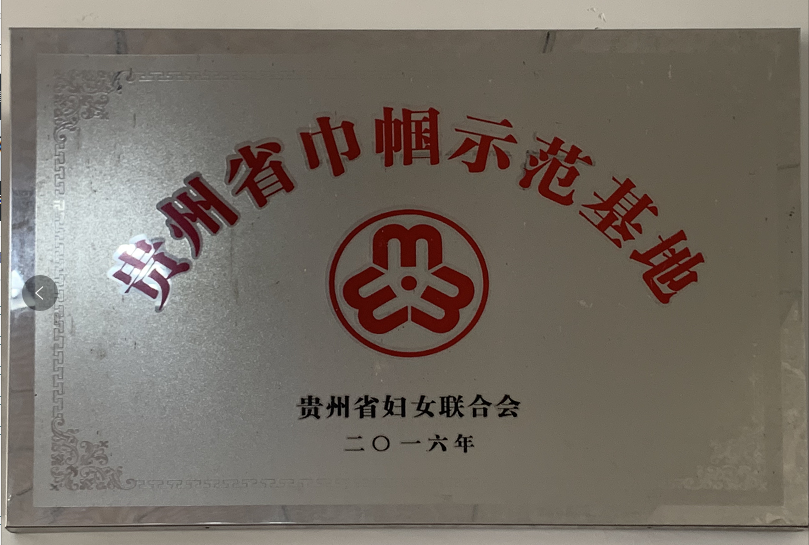 贵州省巾帼示范基地
贵州省妇女联合会
二〇一六年